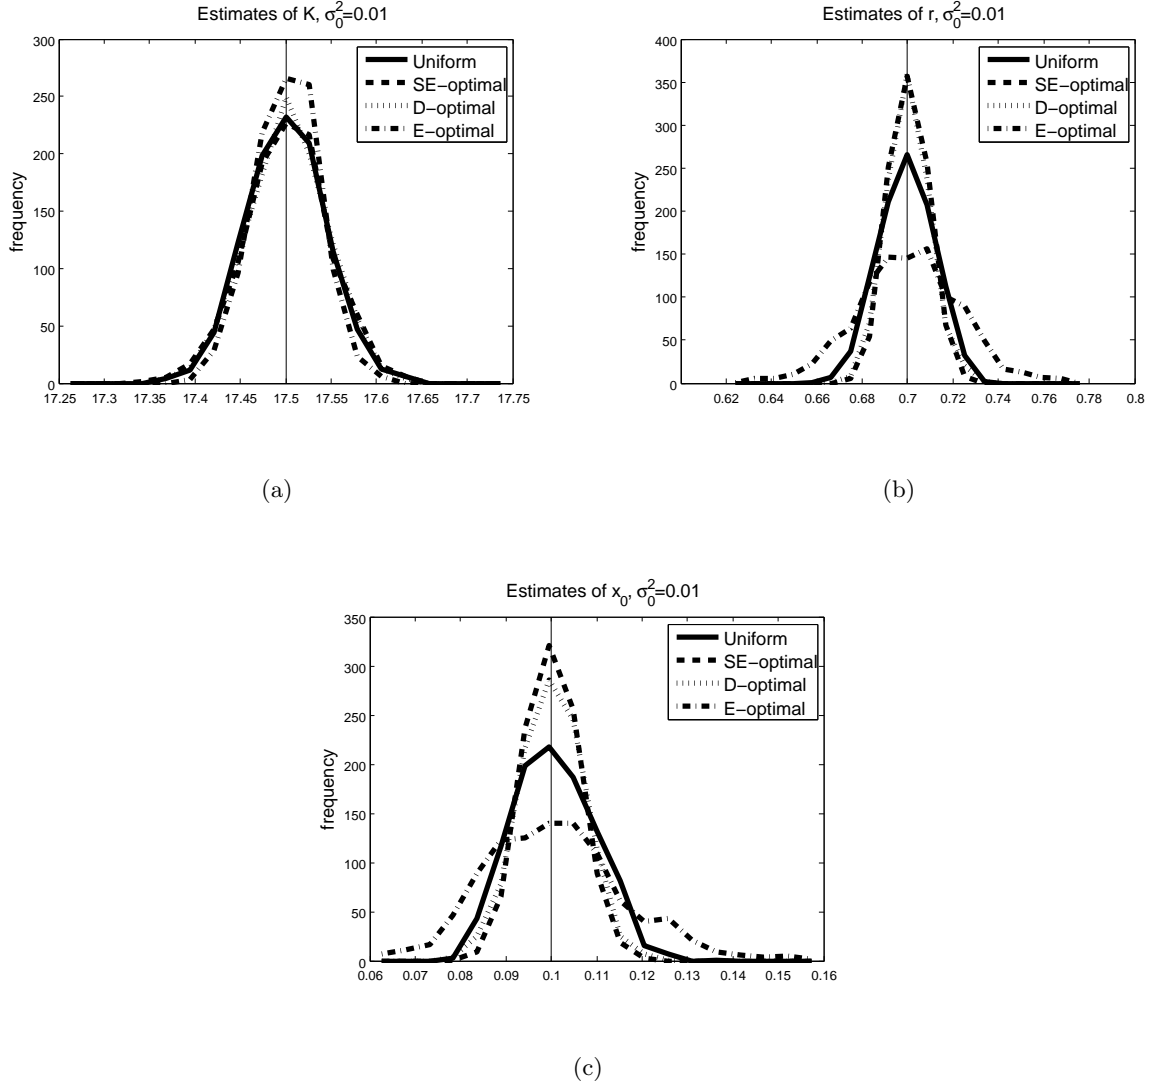 Estimates of K, σ₀²=0.01
300
250
200
150
100
50
0
frequency
17.25 17.3 17.35 17.4 17.45 17.5 17.55 17.6 17.65 17.7 17.75
Uniform
SE−optimal
D−optimal
E−optimal
(a)
Estimates of r, σ₀²=0.01
400
350
300
250
200
150
100
50
0
frequency
0.62 0.64 0.66 0.68 0.7 0.72 0.74 0.76 0.78 0.8
Uniform
SE−optimal
D−optimal
E−optimal
(b)
Estimates of x₀, σ₀²=0.01
350
300
250
200
150
100
50
0
frequency
0.06 0.07 0.08 0.09 0.1 0.11 0.12 0.13 0.14 0.15 0.16
Uniform
SE−optimal
D−optimal
E−optimal
(c)